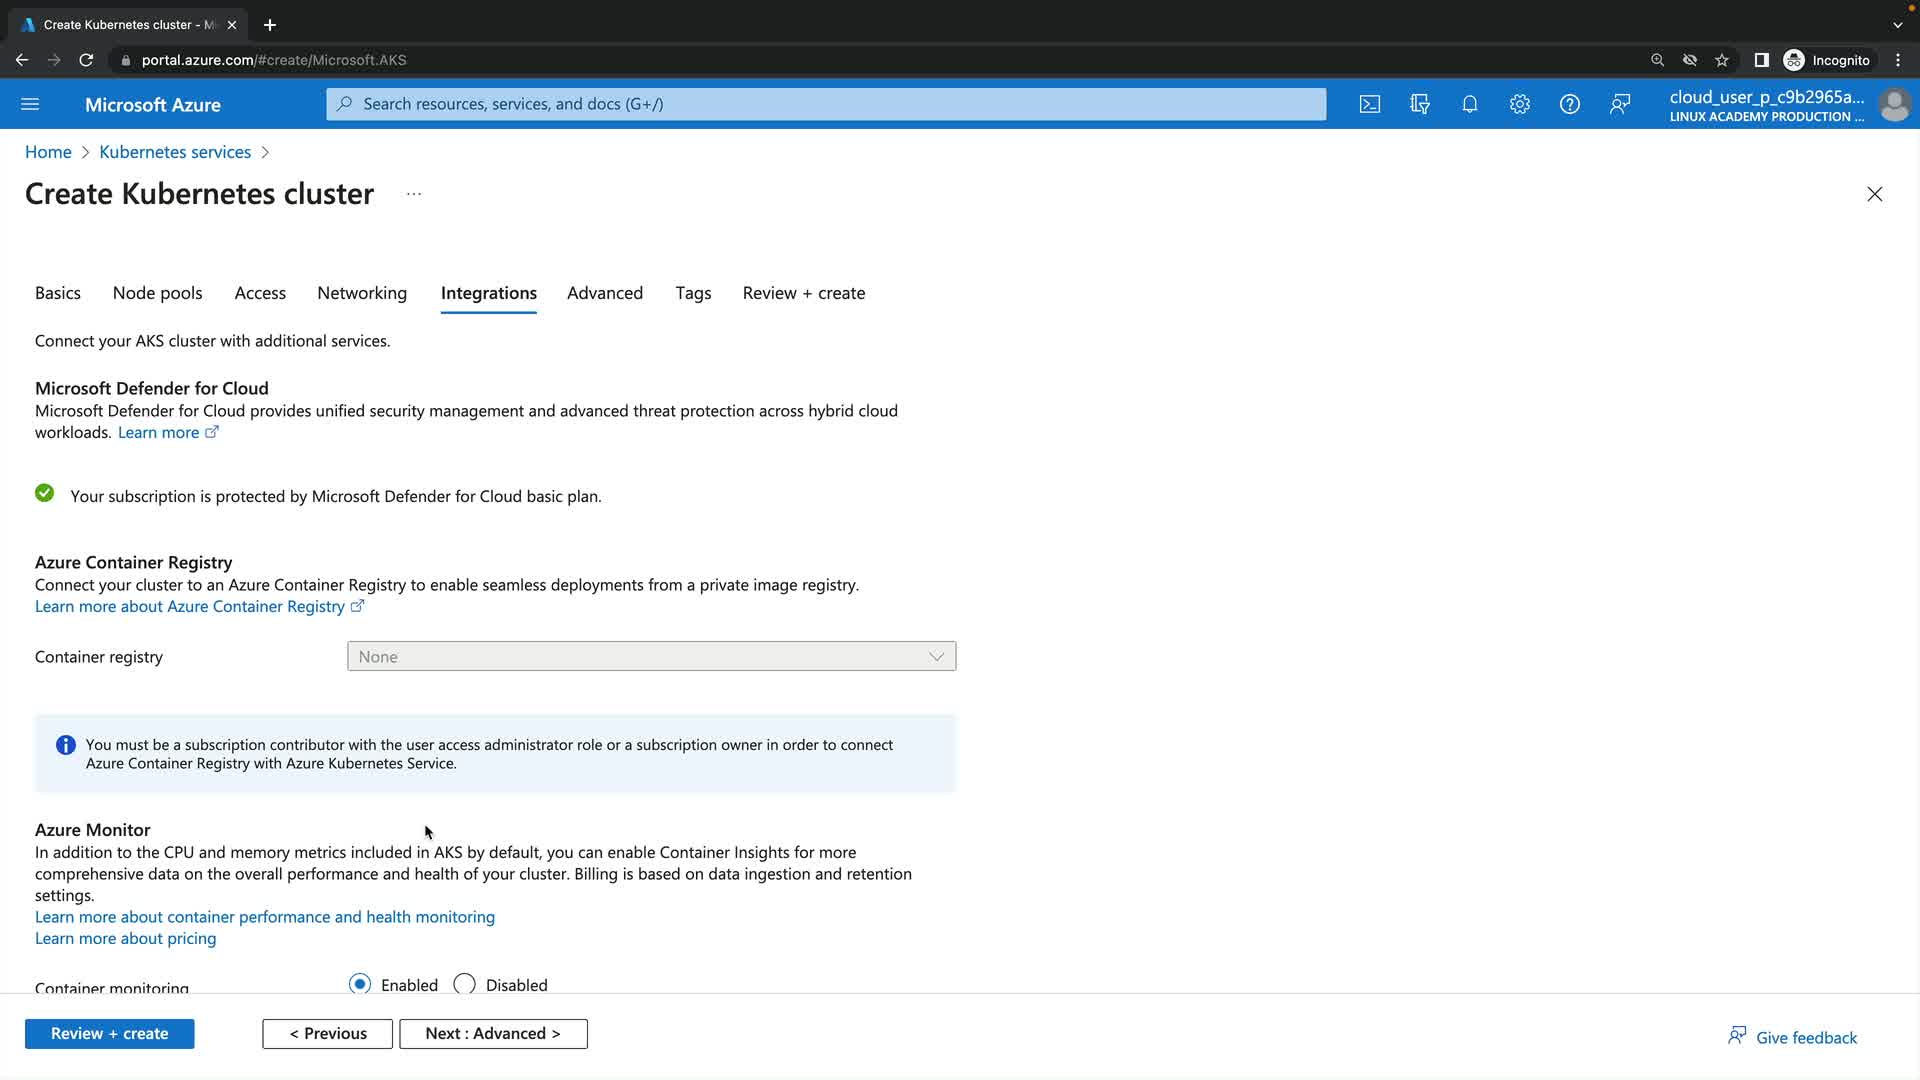 Create Kubernetes cluster - Mi
portal.azure.com/#create/Microsoft.AKS
Incognito
Microsoft Azure
Search resources, services, and docs (G+/)
cloud_user_p_c9b2965a...
LINUX ACADEMY PRODUCTION ...
Home > Kubernetes services >
Create Kubernetes cluster ...
Basics Node pools Access Networking Integrations Advanced Tags Review + create
Connect your AKS cluster with additional services.
Microsoft Defender for Cloud
Microsoft Defender for Cloud provides unified security management and advanced threat protection across hybrid cloud
workloads. Learn more
Your subscription is protected by Microsoft Defender for Cloud basic plan.
Azure Container Registry
Connect your cluster to an Azure Container Registry to enable seamless deployments from a private image registry.
Learn more about Azure Container Registry
Container registry None
You must be a subscription contributor with the user access administrator role or a subscription owner in order to connect
Azure Container Registry with Azure Kubernetes Service.
Azure Monitor
In addition to the CPU and memory metrics included in AKS by default, you can enable Container Insights for more
comprehensive data on the overall performance and health of your cluster. Billing is based on data ingestion and retention
settings.
Learn more about container performance and health monitoring
Learn more about pricing
Container monitoring Enabled Disabled
Review + create < Previous Next : Advanced > Give feedback